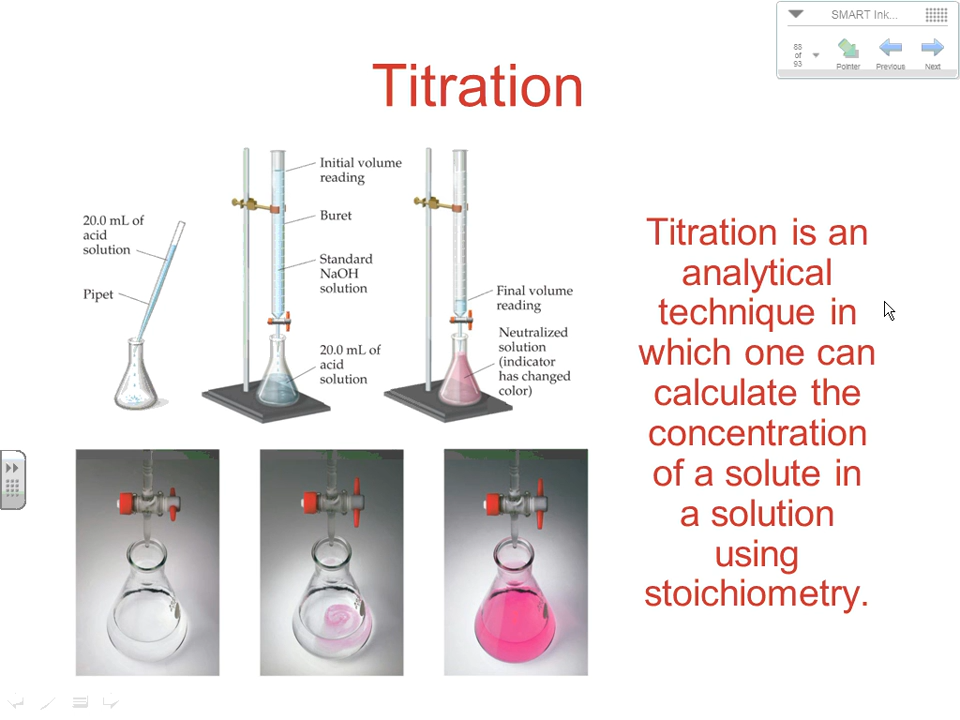 SMART Ink...
68
of
93
Pointer
Previous
Next
Titration
20.0 mL of
acid
solution
Pipet
Initial volume
reading
Buret
Standard
NaOH
solution
20.0 mL of
acid
solution
Final volume
reading
Neutralized
solution
(indicator
has changed
color)
Titration is an
analytical
technique in
which one can
calculate the
concentration
of a solute in
a solution
using
stoichiometry.